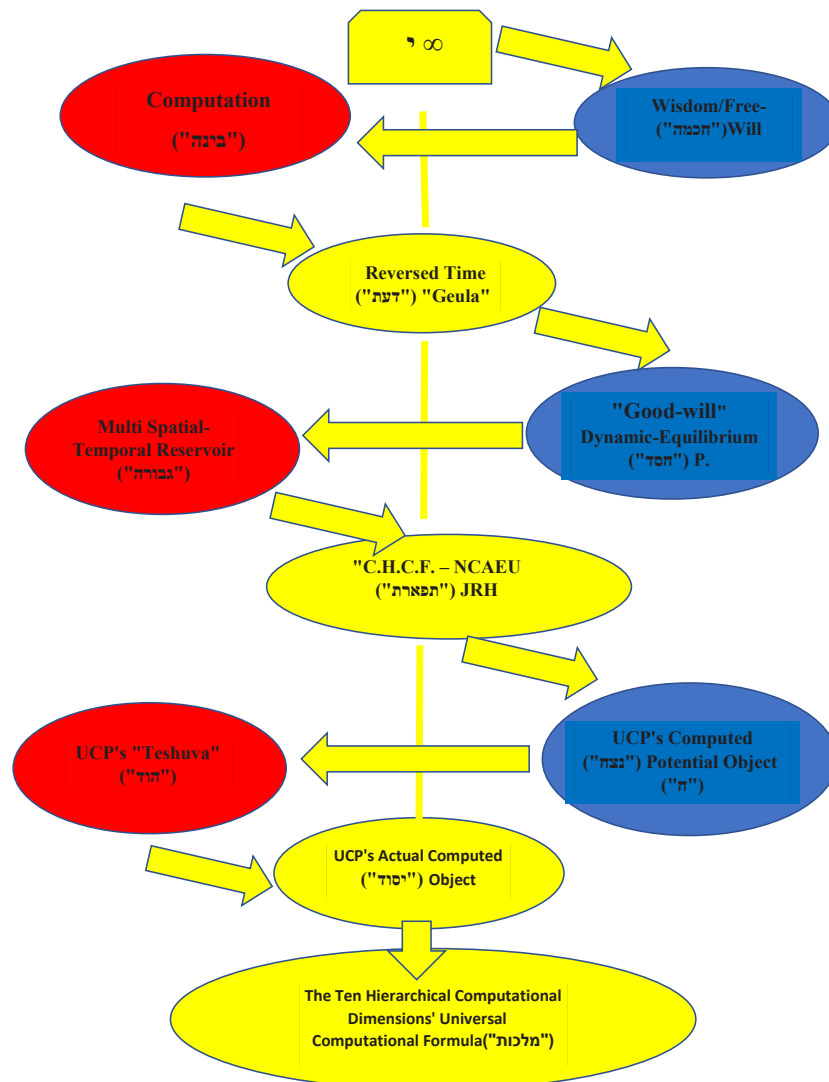 י ∞
Computation
("בינה")
Wisdom/Free-
("חכמה")Will
Reversed Time
("דעת") "Geula"
"Good-will"
Dynamic-Equilibrium
("חסד") P.
Multi Spatial-
Temporal Reservoir
("גבורה")
"C.H.C.F. – NCAEU
("תפארת") JRH
UCP's Computed
("נצח") Potential Object
("ח")
UCP's "Teshuva"
("הוד")
UCP's Actual Computed
("יסוד") Object
The Ten Hierarchical Computational
Dimensions' Universal
Computational Formula("מלכות")